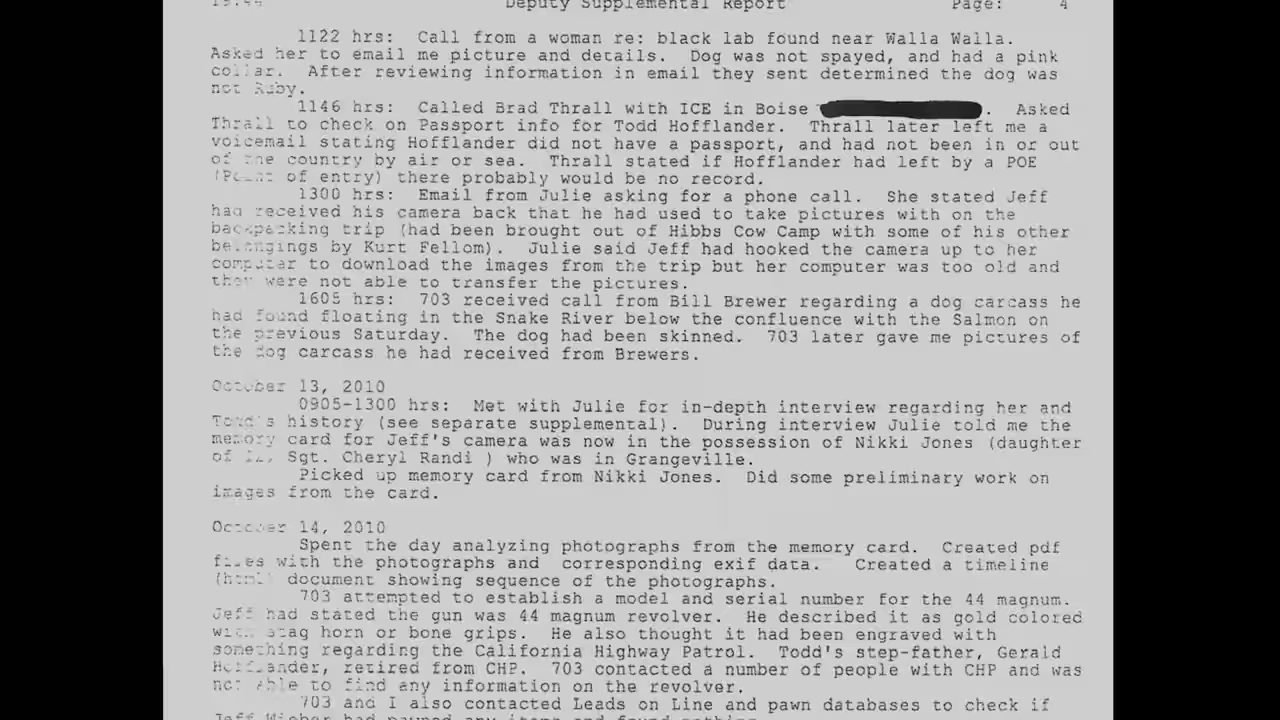 19:44 Deputy Supplemental Report Page: 4
1122 hrs: Call from a woman re: black lab found near Walla Walla.
Asked her to email me picture and details. Dog was not spayed, and had a pink
collar. After reviewing information in email they sent determined the dog was
not Ruby.
1146 hrs: Called Brad Thrall with ICE in Boise . Asked
Thrall to check on Passport info for Todd Hofflander. Thrall later left me a
voicemail stating Hofflander did not have a passport, and had not been in or out
of the country by air or sea. Thrall stated if Hofflander had left by a POE
(Point of entry) there probably would be no record.
1300 hrs: Email from Julie asking for a phone call. She stated Jeff
had received his camera back that he had used to take pictures with on the
backpacking trip (had been brought out of Hibbs Cow Camp with some of his other
belongings by Kurt Fellom). Julie said Jeff had hooked the camera up to her
computer to download the images from the trip but her computer was too old and
they were not able to transfer the pictures.
1605 hrs: 703 received call from Bill Brewer regarding a dog carcass he
had found floating in the Snake River below the confluence with the Salmon on
the previous Saturday. The dog had been skinned. 703 later gave me pictures of
the dog carcass he had received from Brewers.
October 13, 2010
0905-1300 hrs: Met with Julie for in-depth interview regarding her and
Todd's history (see separate supplemental). During interview Julie told me the
memory card for Jeff's camera was now in the possession of Nikki Jones (daughter
of Sgt. Cheryl Randi ) who was in Grangeville.
Picked up memory card from Nikki Jones. Did some preliminary work on
images from the card.
October 14, 2010
Spent the day analyzing photographs from the memory card. Created pdf
files with the photographs and corresponding exif data. Created a timeline
(html) document showing sequence of the photographs.
703 attempted to establish a model and serial number for the 44 magnum.
Jeff had stated the gun was 44 magnum revolver. He described it as gold colored
with stag horn or bone grips. He also thought it had been engraved with
something regarding the California Highway Patrol. Todd's step-father, Gerald
Hofflander, retired from CHP. 703 contacted a number of people with CHP and was
not able to find any information on the revolver.
703 and I also contacted Leads on Line and pawn databases to check if
Jeff had pawned any items and found nothing.